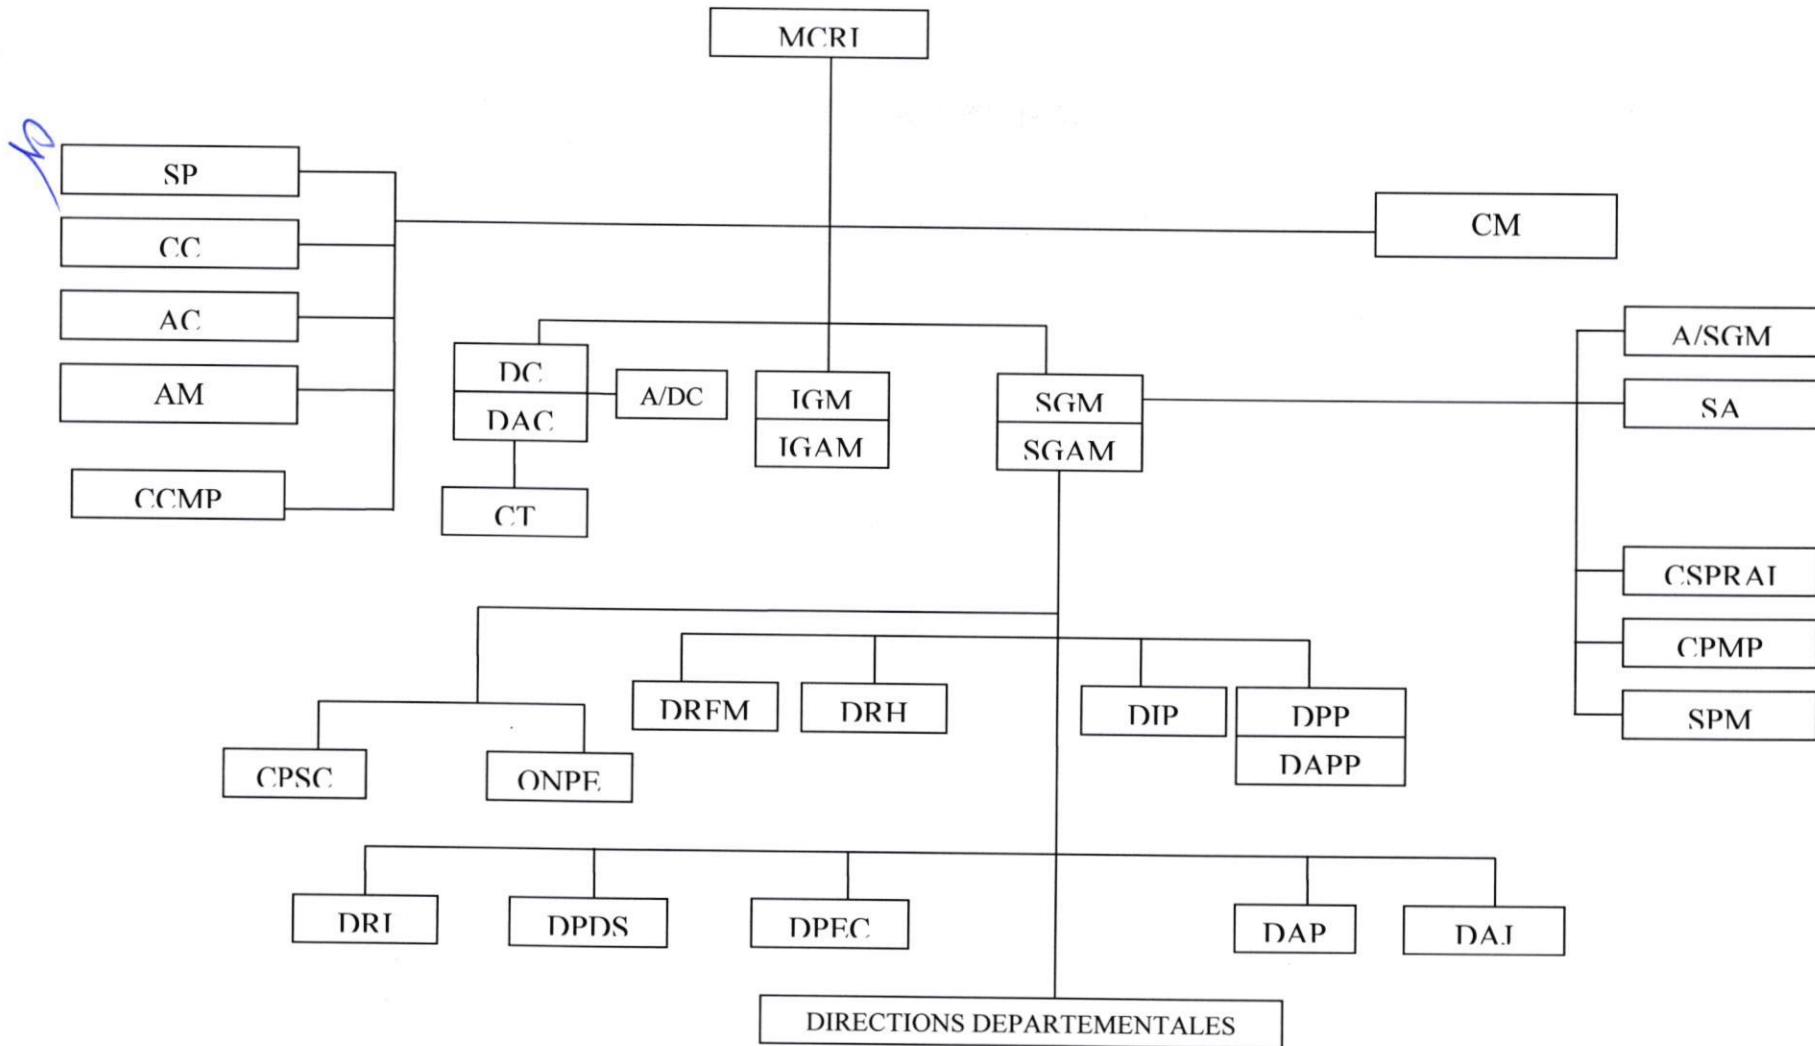 MCRI
SP
CC
AC
AM
CCMP
CM
DC
DAC
A/DC
CT
IGM
IGAM
SGM
SGAM
A/SGM
SA
CSPRAI
CPMP
SPM
DRFM
DRH
DIP
DPP
DAPP
CPSC
ONPE
DRI
DPDS
DPEC
DAP
DAJ
DIRECTIONS DEPARTEMENTALES